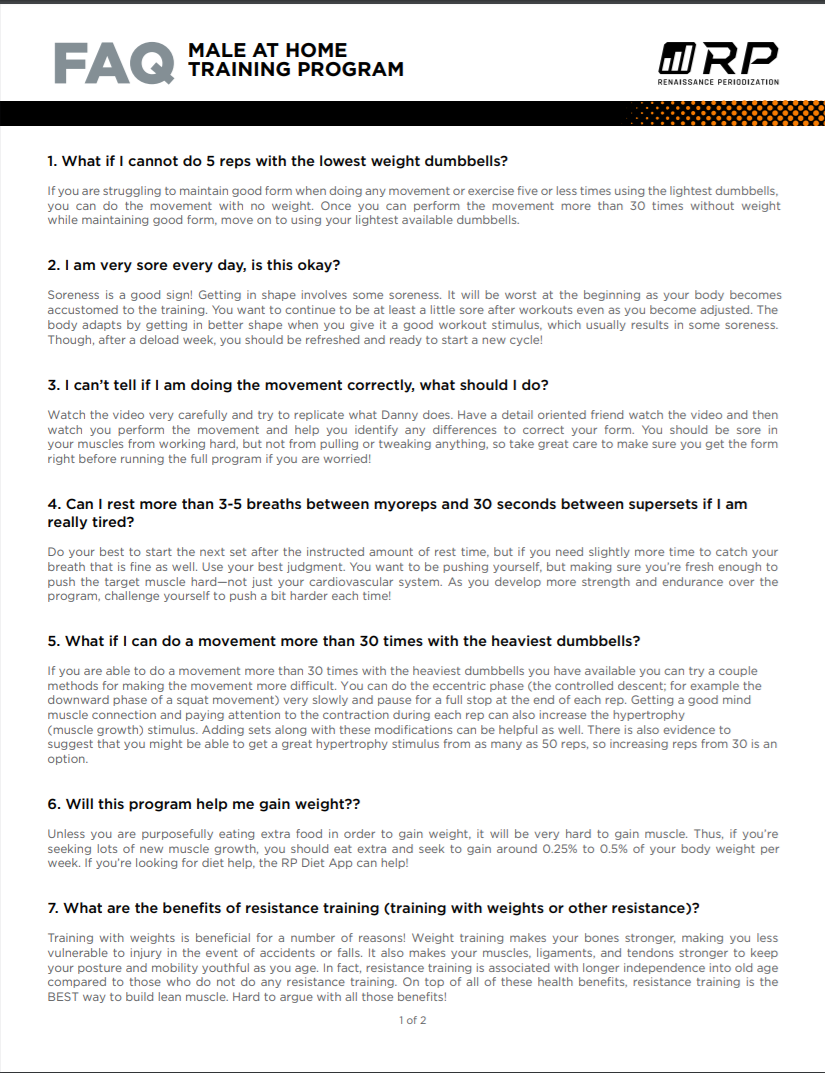 FAQ
MALE AT HOME
TRAINING PROGRAM
RP
RENAISSANCE PERIODIZATION
1. What if I cannot do 5 reps with the lowest weight dumbbells?
If you are struggling to maintain good form when doing any movement or exercise five or less times using the lightest dumbbells,
you can do the movement with no weight. Once you can perform the movement more than 30 times without weight
while maintaining good form, move on to using your lightest available dumbbells.
2. I am very sore every day, is this okay?
Soreness is a good sign! Getting in shape involves some soreness. It will be worst at the beginning as your body becomes
accustomed to the training. You want to continue to be at least a little sore after workouts even as you become adjusted. The
body adapts by getting in better shape when you give it a good workout stimulus, which usually results in some soreness.
Though, after a deload week, you should be refreshed and ready to start a new cycle!
3. I can't tell if I am doing the movement correctly, what should I do?
Watch the video very carefully and try to replicate what Danny does. Have a detail oriented friend watch the video and then
watch you perform the movement and help you identify any differences to correct your form. You should be sore in
your muscles from working hard, but not from pulling or tweaking anything, so take great care to make sure you get the form
right before running the full program if you are worried!
4. Can I rest more than 3-5 breaths between myoreps and 30 seconds between supersets if I am
really tired?
Do your best to start the next set after the instructed amount of rest time, but if you need slightly more time to catch your
breath that is fine as well. Use your best judgment. You want to be pushing yourself, but making sure you're fresh enough to
push the target muscle hard—not just your cardiovascular system. As you develop more strength and endurance over the
program, challenge yourself to push a bit harder each time!
5. What if I can do a movement more than 30 times with the heaviest dumbbells?
If you are able to do a movement more than 30 times with the heaviest dumbbells you have available you can try a couple
methods for making the movement more difficult. You can do the eccentric phase (the controlled descent; for example the
downward phase of a squat movement) very slowly and pause for a full stop at the end of each rep. Getting a good mind
muscle connection and paying attention to the contraction during each rep can also increase the hypertrophy
(muscle growth) stimulus. Adding sets along with these modifications can be helpful as well. There is also evidence to
suggest that you might be able to get a great hypertrophy stimulus from as many as 50 reps, so increasing reps from 30 is an
option.
6. Will this program help me gain weight??
Unless you are purposefully eating extra food in order to gain weight, it will be very hard to gain muscle. Thus, if you're
seeking lots of new muscle growth, you should eat extra and seek to gain around 0.25% to 0.5% of your body weight per
week. If you're looking for diet help, the RP Diet App can help!
7. What are the benefits of resistance training (training with weights or other resistance)?
Training with weights is beneficial for a number of reasons! Weight training makes your bones stronger, making you less
vulnerable to injury in the event of accidents or falls. It also makes your muscles, ligaments, and tendons stronger to keep
your posture and mobility youthful as you age. In fact, resistance training is associated with longer independence into old age
compared to those who do not do any resistance training. On top of all of these health benefits, resistance training is the
BEST way to build lean muscle. Hard to argue with all those benefits!
1 of 2